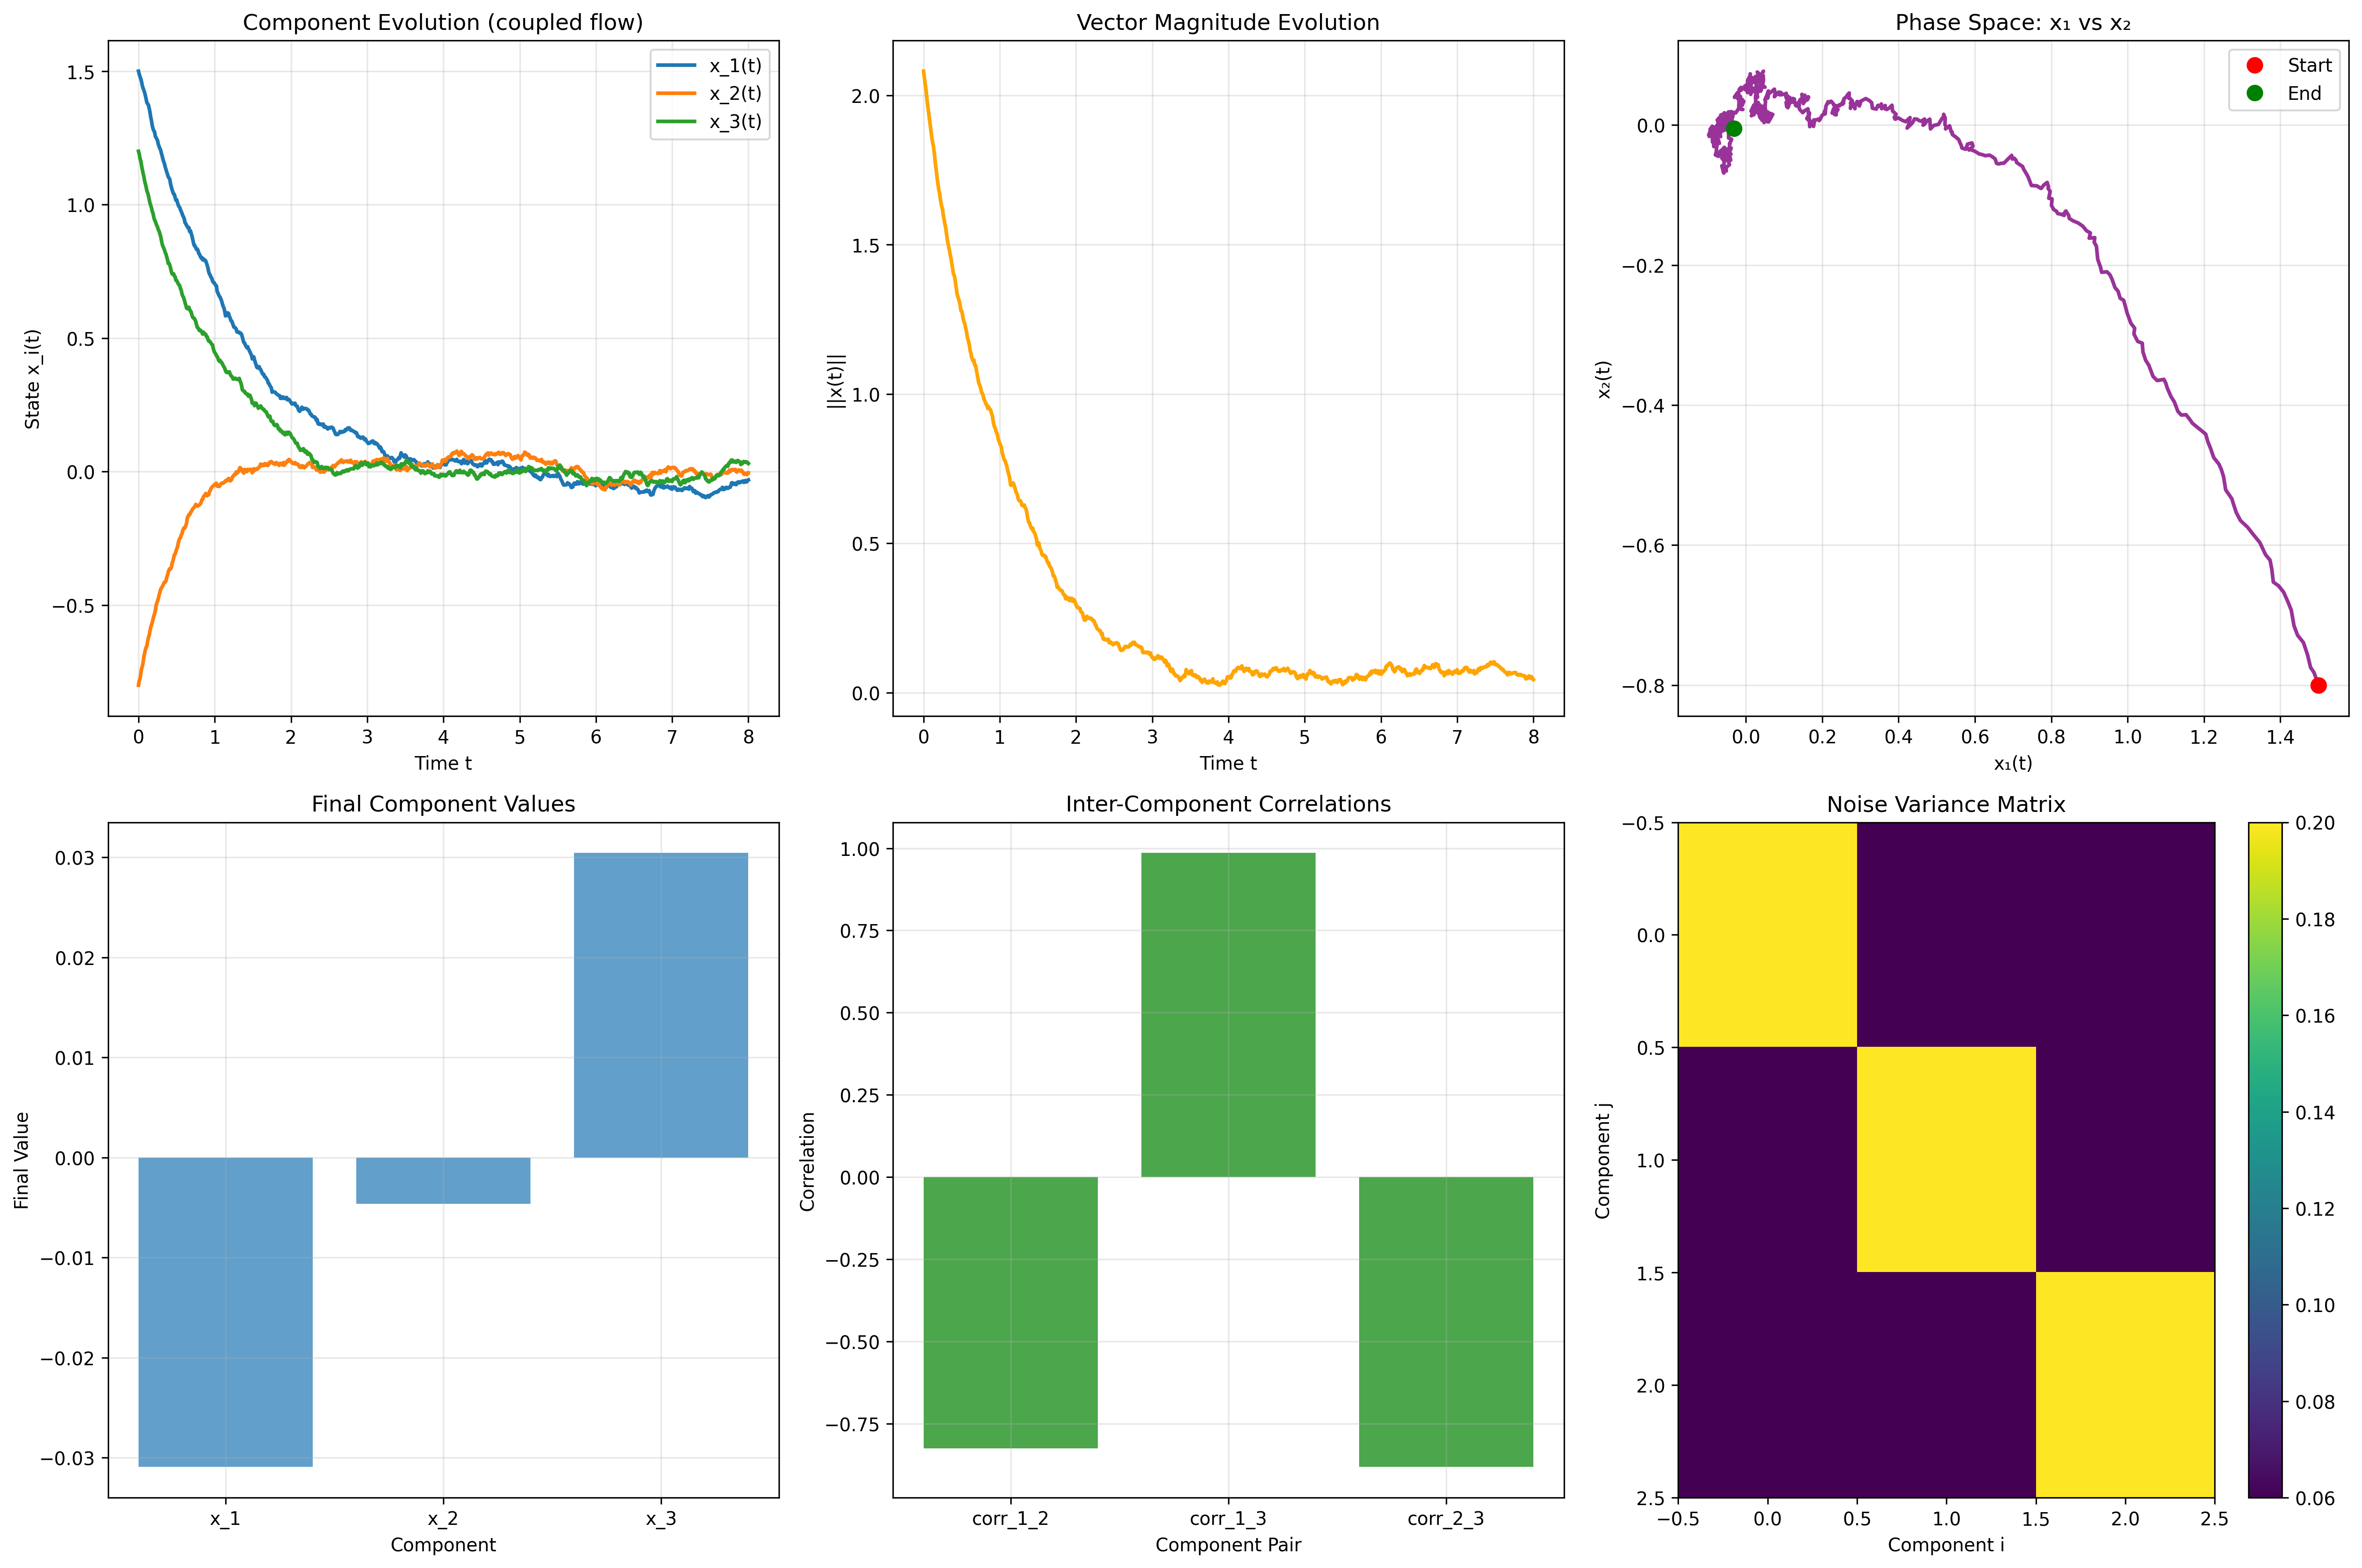 Component Evolution (coupled flow)
State x_i(t)
1.5
1.0
0.5
0.0
−0.5
x_1(t)
x_2(t)
x_3(t)
0 1 2 3 4 5 6 7 8
Time t
Vector Magnitude Evolution
||x(t)||
2.0
1.5
1.0
0.5
0.0
0 1 2 3 4 5 6 7 8
Time t
Phase Space: x₁ vs x₂
x₂(t)
0.0
−0.2
−0.4
−0.6
−0.8
Start
End
0.0 0.2 0.4 0.6 0.8 1.0 1.2 1.4
x₁(t)
Final Component Values
Final Value
0.03
0.02
0.01
0.00
−0.01
−0.02
−0.03
x_1 x_2 x_3
Component
Inter-Component Correlations
Correlation
1.00
0.75
0.50
0.25
0.00
−0.25
−0.50
−0.75
corr_1_2 corr_1_3 corr_2_3
Component Pair
Noise Variance Matrix
Component j
−0.5
0.0
0.5
1.0
1.5
2.0
2.5
−0.5 0.0 0.5 1.0 1.5 2.0 2.5
Component i
0.20
0.18
0.16
0.14
0.12
0.10
0.08
0.06